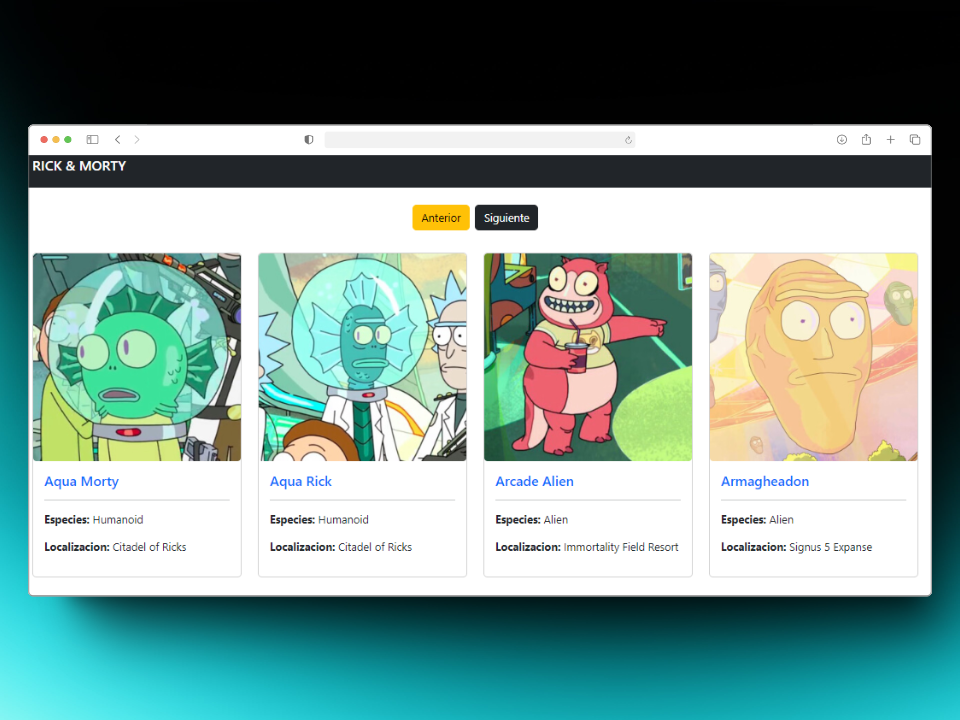 RICK & MORTY
Anterior Siguiente
Aqua Morty
Especies: Humanoid
Localizacion: Citadel of Ricks
Aqua Rick
Especies: Humanoid
Localizacion: Citadel of Ricks
Arcade Alien
Especies: Alien
Localizacion: Immortality Field Resort
Armagheadon
Especies: Alien
Localizacion: Signus 5 Expanse